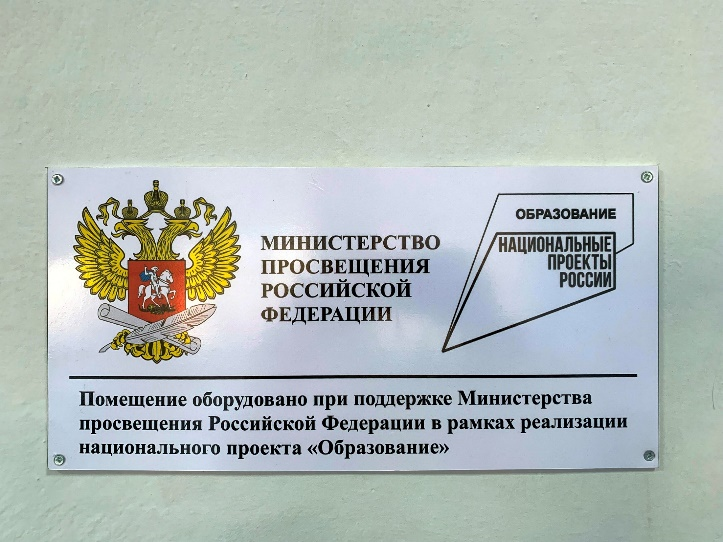 МИНИСТЕРСТВО
ПРОСВЕЩЕНИЯ
РОССИЙСКОЙ
ФЕДЕРАЦИИ
ОБРАЗОВАНИЕ
НАЦИОНАЛЬНЫЕ
ПРОЕКТЫ
РОССИИ
Помещение оборудовано при поддержке Министерства
просвещения Российской Федерации в рамках реализации
национального проекта «Образование»